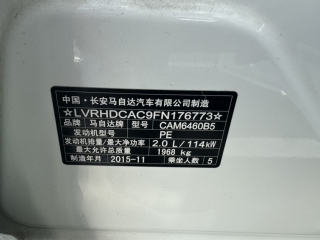 中国·长安马自达汽车有限公司制造
☆LVRHDCAC9FN176773☆
品牌 马自达牌 型号 CAM6460B5
发动机型号 PE
发动机排量/最大净功率 2.0 L/114kW
最大允许总质量 1968 kg
制造年月 2015-11 乘坐人数 5